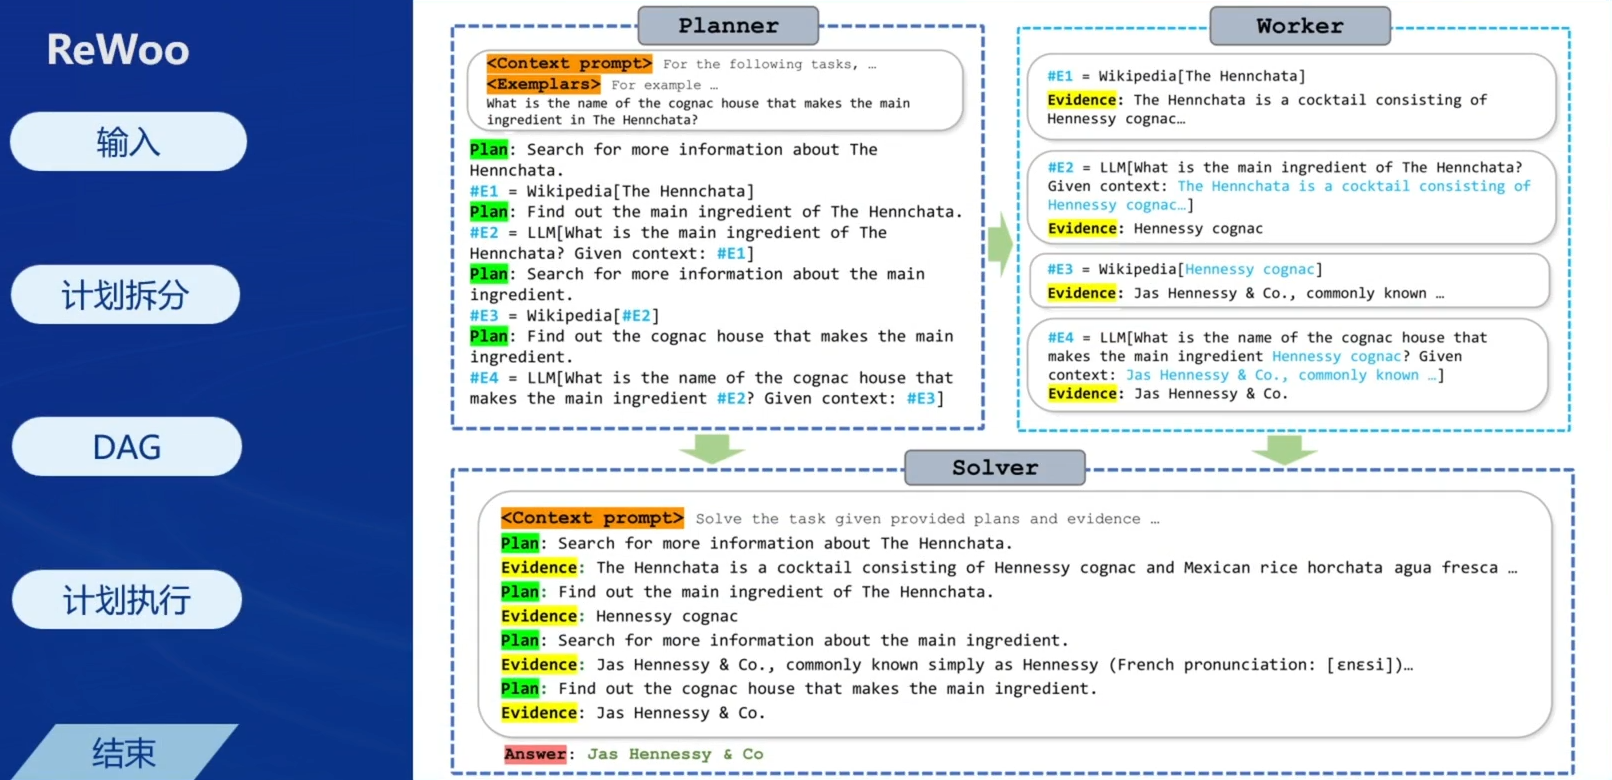 ReWoo
输入
计划拆分
DAG
计划执行
结束
Planner
<Context prompt> For the following tasks, …
<Exemplars> For example …
What is the name of the cognac house that makes the main
ingredient in The Hennchata?
Plan: Search for more information about The
Hennchata.
#E1 = Wikipedia[The Hennchata]
Plan: Find out the main ingredient of The Hennchata.
#E2 = LLM[What is the main ingredient of The
Hennchata? Given context: #E1]
Plan: Search for more information about the main
ingredient.
#E3 = Wikipedia[#E2]
Plan: Find out the cognac house that makes the main
ingredient.
#E4 = LLM[What is the name of the cognac house that
makes the main ingredient #E2? Given context: #E3]
Worker
#E1 = Wikipedia[The Hennchata]
Evidence: The Hennchata is a cocktail consisting of
Hennessy cognac…
#E2 = LLM[What is the main ingredient of The Hennchata?
Given context: The Hennchata is a cocktail consisting of
Hennessy cognac…]
Evidence: Hennessy cognac
#E3 = Wikipedia[Hennessy cognac]
Evidence: Jas Hennessy & Co., commonly known …
#E4 = LLM[What is the name of the cognac house that
makes the main ingredient Hennessy cognac? Given
context: Jas Hennessy & Co., commonly known …]
Evidence: Jas Hennessy & Co.
Solver
<Context prompt> Solve the task given provided plans and evidence …
Plan: Search for more information about The Hennchata.
Evidence: The Hennchata is a cocktail consisting of Hennessy cognac and Mexican rice horchata agua fresca …
Plan: Find out the main ingredient of The Hennchata.
Evidence: Hennessy cognac
Plan: Search for more information about the main ingredient.
Evidence: Jas Hennessy & Co., commonly known simply as Hennessy (French pronunciation: [ɛnɛsi])…
Plan: Find out the cognac house that makes the main ingredient.
Evidence: Jas Hennessy & Co.
Answer: Jas Hennessy & Co